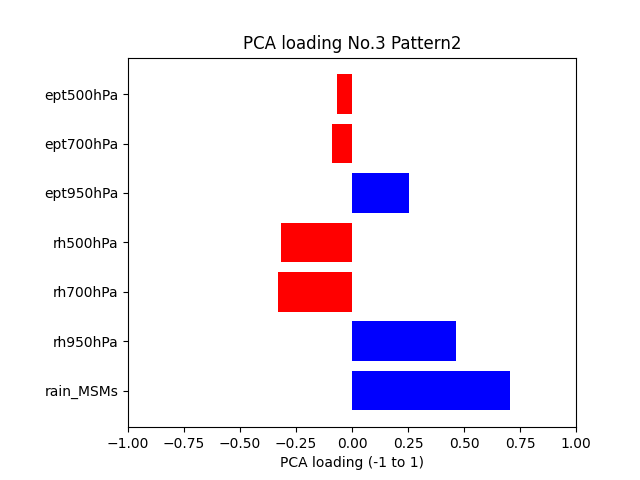 PCA loading No.3 Pattern2
ept500hPa
ept700hPa
ept950hPa
rh500hPa
rh700hPa
rh950hPa
rain_MSMs
−1.00 −0.75 −0.50 −0.25 0.00 0.25 0.50 0.75 1.00
PCA loading (-1 to 1)